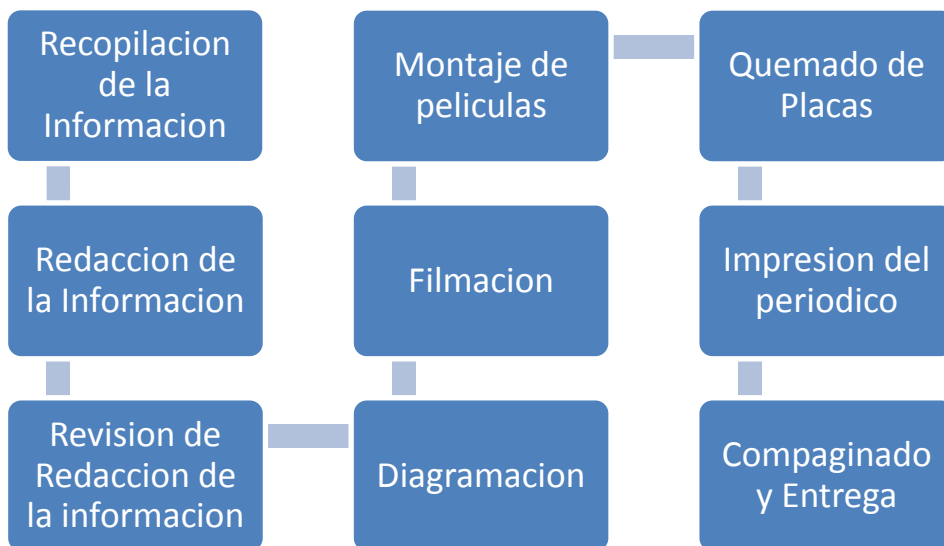 Recopilacion
de la
Informacion
Redaccion de
la Informacion
Revision de
Redaccion de
la informacion
Diagramacion
Filmacion
Montaje de
peliculas
Quemado de
Placas
Impresion del
periodico
Compaginado
y Entrega